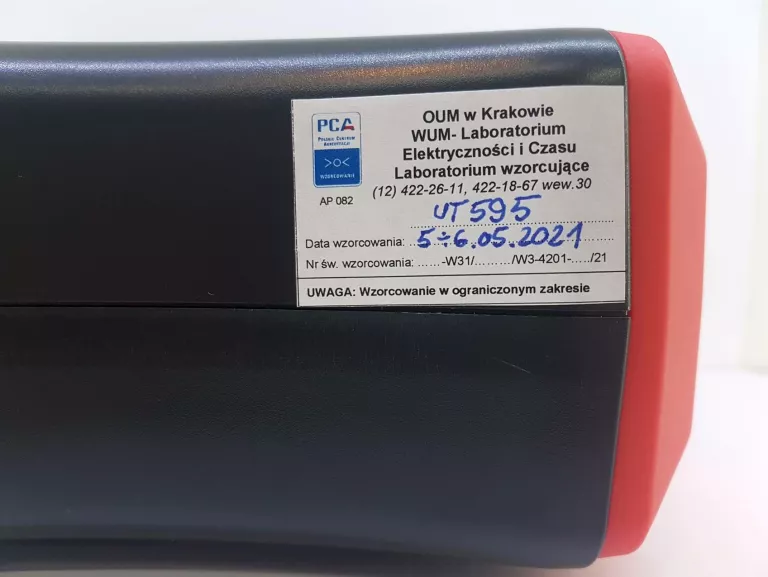 PCA
POLSKIE CENTRUM
AKREDYTACJI
>O<
WZORCOWANIE
AP 082
OUM w Krakowie
WUM- Laboratorium
Elektryczności i Czasu
Laboratorium wzorcujące
(12) 422-26-11, 422-18-67 wew.30
UT595
Data wzorcowania: 5÷6.05.2021
Nr św. wzorcowania: ......-W31/........./W3-4201-...../21
UWAGA: Wzorcowanie w ograniczonym zakresie